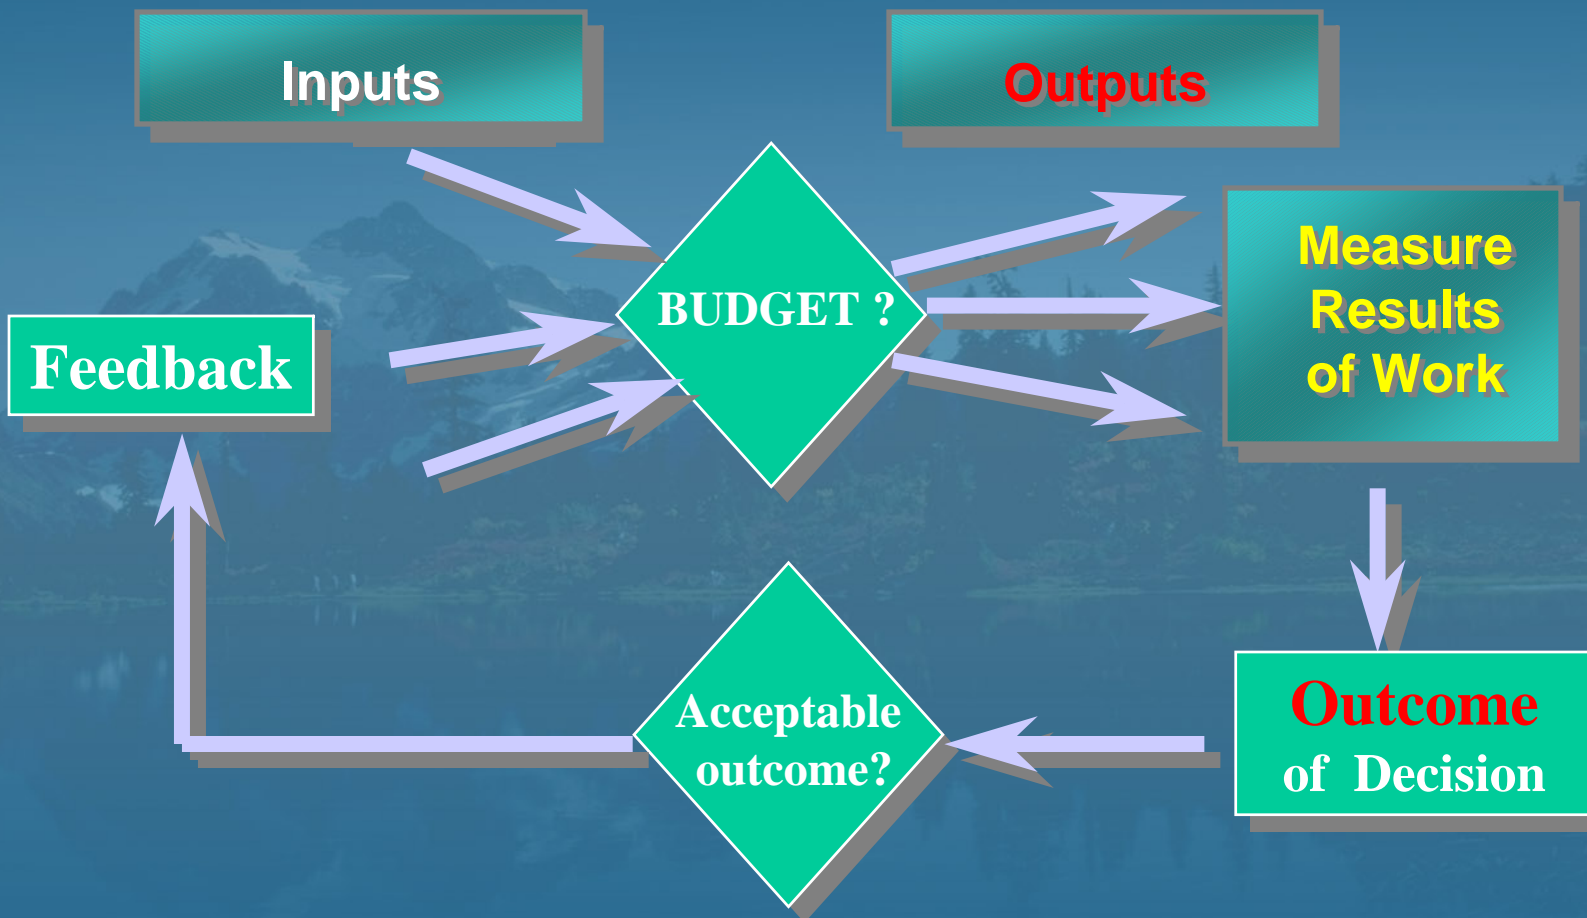 Inputs
Outputs
BUDGET ?
Measure
Results
of Work
Feedback
Acceptable
outcome?
Outcome
of Decision